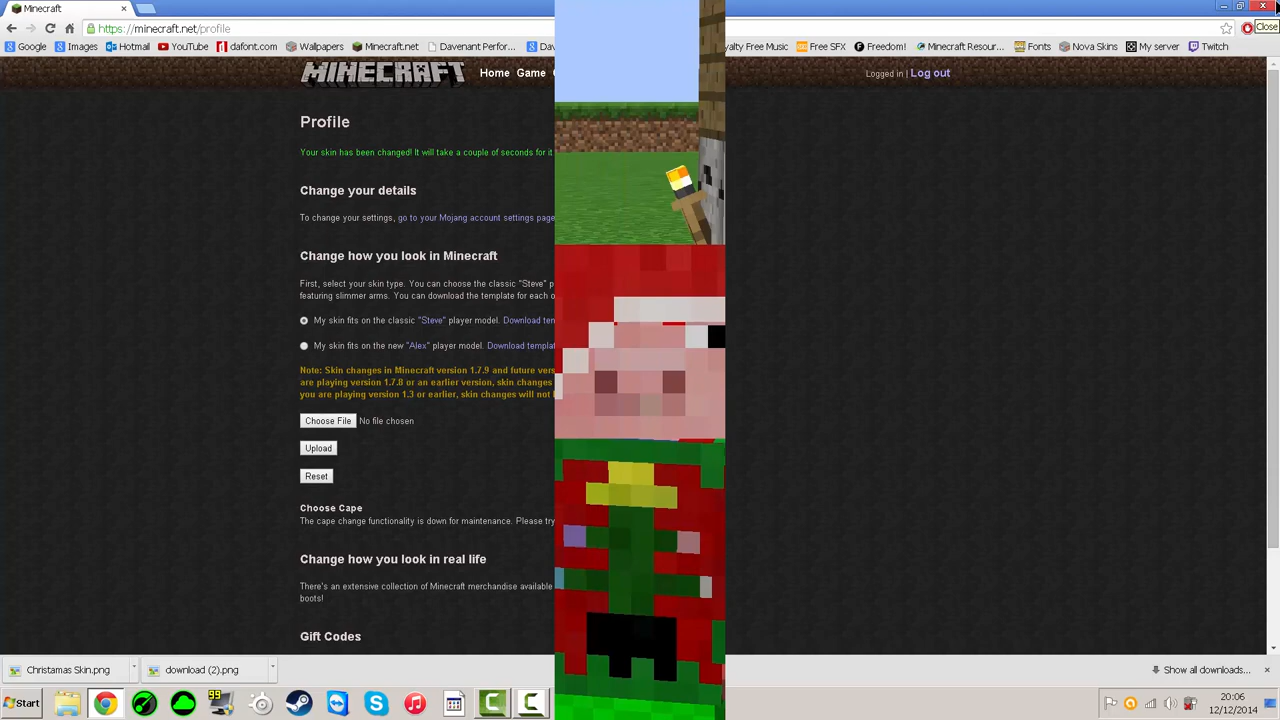 Minecraft
https://minecraft.net/profile
Google Images Hotmail YouTube dafont.com Wallpapers Minecraft.net Davenant Perfor... Day alty Free Music Free SFX Freedom! Minecraft Resour... Fonts Nova Skins My server Twitch
Close
MINECRAFT Home Game Logged in | Log out
Profile
Your skin has been changed! It will take a couple of seconds for it
Change your details
To change your settings, go to your Mojang account settings page
Change how you look in Minecraft
First, select your skin type. You can choose the classic "Steve" p
featuring slimmer arms. You can download the template for each o
My skin fits on the classic "Steve" player model. Download ten
My skin fits on the new "Alex" player model. Download templa
Note: Skin changes in Minecraft version 1.7.9 and future vers
are playing version 1.7.8 or an earlier version, skin changes
you are playing version 1.3 or earlier, skin changes will not
Choose File No file chosen
Upload
Reset
Choose Cape
The cape change functionality is down for maintenance. Please try
Change how you look in real life
There's an extensive collection of Minecraft merchandise available
boots!
Gift Codes
Christamas Skin.png download (2).png Show all downloads...
Start 99 20:06
12/12/2014